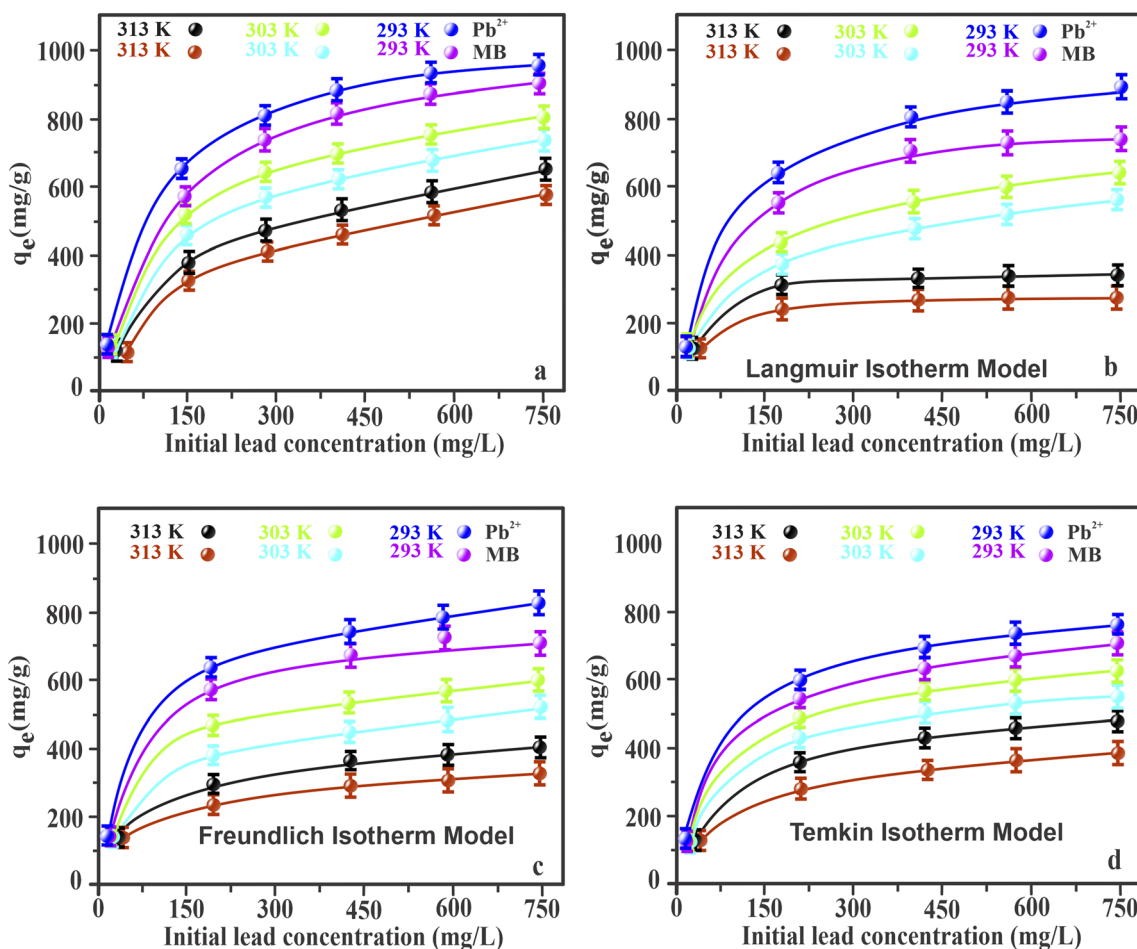 313 K 303 K 293 K Pb²⁺
313 K 303 K 293 K MB
1000
800
600
400
200
0
qe(mg/g)
a
0 150 300 450 600 750
Initial lead concentration (mg/L)
313 K 303 K 293 K Pb²⁺
313 K 303 K 293 K MB
1000
800
600
400
200
0
qe(mg/g)
Langmuir Isotherm Model
b
0 150 300 450 600 750
Initial lead concentration (mg/L)
313 K 303 K 293 K Pb²⁺
313 K 303 K 293 K MB
1000
800
600
400
200
0
qe(mg/g)
Freundlich Isotherm Model
c
0 150 300 450 600 750
Initial lead concentration (mg/L)
313 K 303 K 293 K Pb²⁺
313 K 303 K 293 K MB
1000
800
600
400
200
0
qe(mg/g)
Temkin Isotherm Model
d
0 150 300 450 600 750
Initial lead concentration (mg/L)